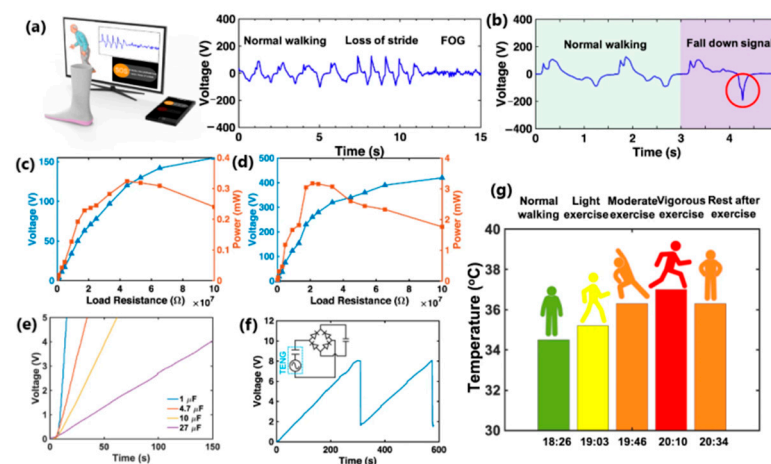 (a)
Voltage (V)
400
200
0
-200
-400
Normal walking
Loss of stride
FOG
0
5
10
15
Time (s)
(b)
Voltage (V)
400
200
0
-200
-400
Normal walking
Fall down signal
0
1
2
3
4
Time (s)
(c)
Voltage (V)
150
100
50
0
Power (mW)
0.4
0.3
0.2
0.1
0
0
2
4
6
8
10
Load Resistance (Ω)
×10⁷
(d)
Voltage (V)
500
400
300
200
100
0
Power (mW)
4
3
2
1
0
0
2
4
6
8
10
Load Resistance (Ω)
×10⁷
(e)
Voltage (V)
5
4
3
2
1
0
1 μF
4.7 μF
10 μF
27 μF
0
50
100
150
Time (s)
(f)
Voltage (V)
12
10
8
6
4
2
0
TENG
0
200
400
600
Time (s)
(g)
Normal walking
Light exercise
Moderate exercise
Vigorous exercise
Rest after exercise
Temperature (°C)
40
38
36
34
32
30
18:26
19:03
19:46
20:10
20:34